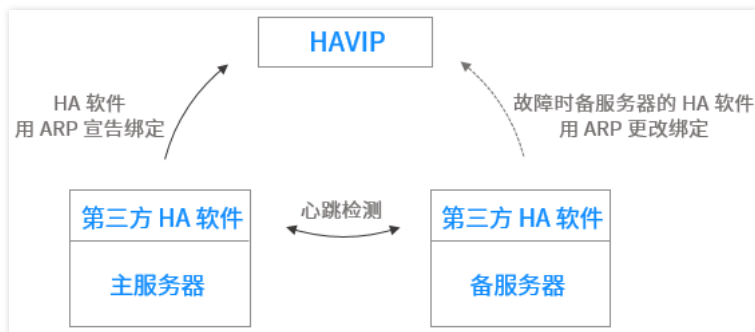 HAVIP
HA 软件
用 ARP 宣告绑定
故障时备服务器的 HA 软件
用 ARP 更改绑定
第三方 HA 软件
心跳检测
第三方 HA 软件
主服务器
备服务器